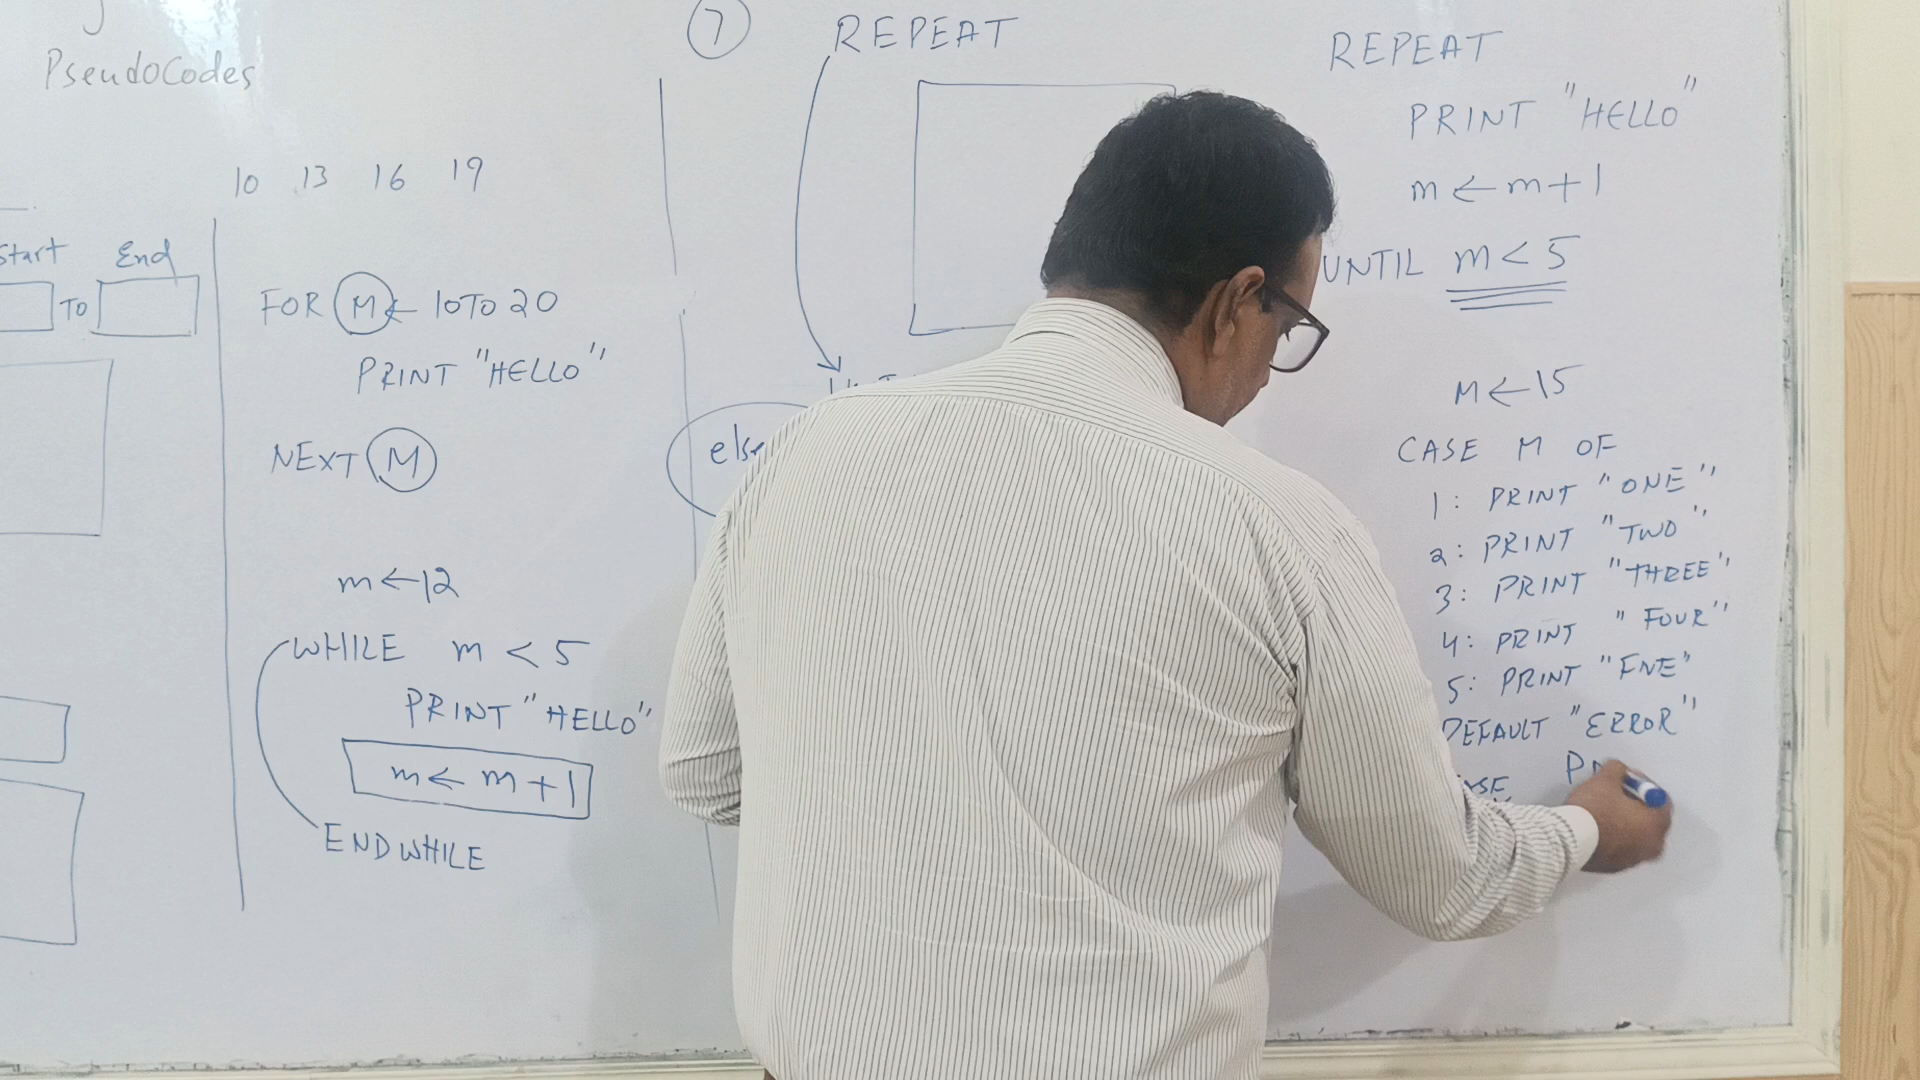 PseudoCodes
10 13 16 19
Start End
TO
FOR M ← 10 TO 20
PRINT "HELLO"
NEXT M
m ← 12
WHILE m < 5
PRINT "HELLO"
m ← m + 1
ENDWHILE
7
REPEAT
else
REPEAT
PRINT "HELLO"
m ← m + 1
UNTIL m < 5
M ← 15
CASE M OF
1: PRINT "ONE"
2: PRINT "TWO"
3: PRINT "THREE"
4: PRINT "FOUR"
5: PRINT "FIVE"
DEFAULT "ERROR"